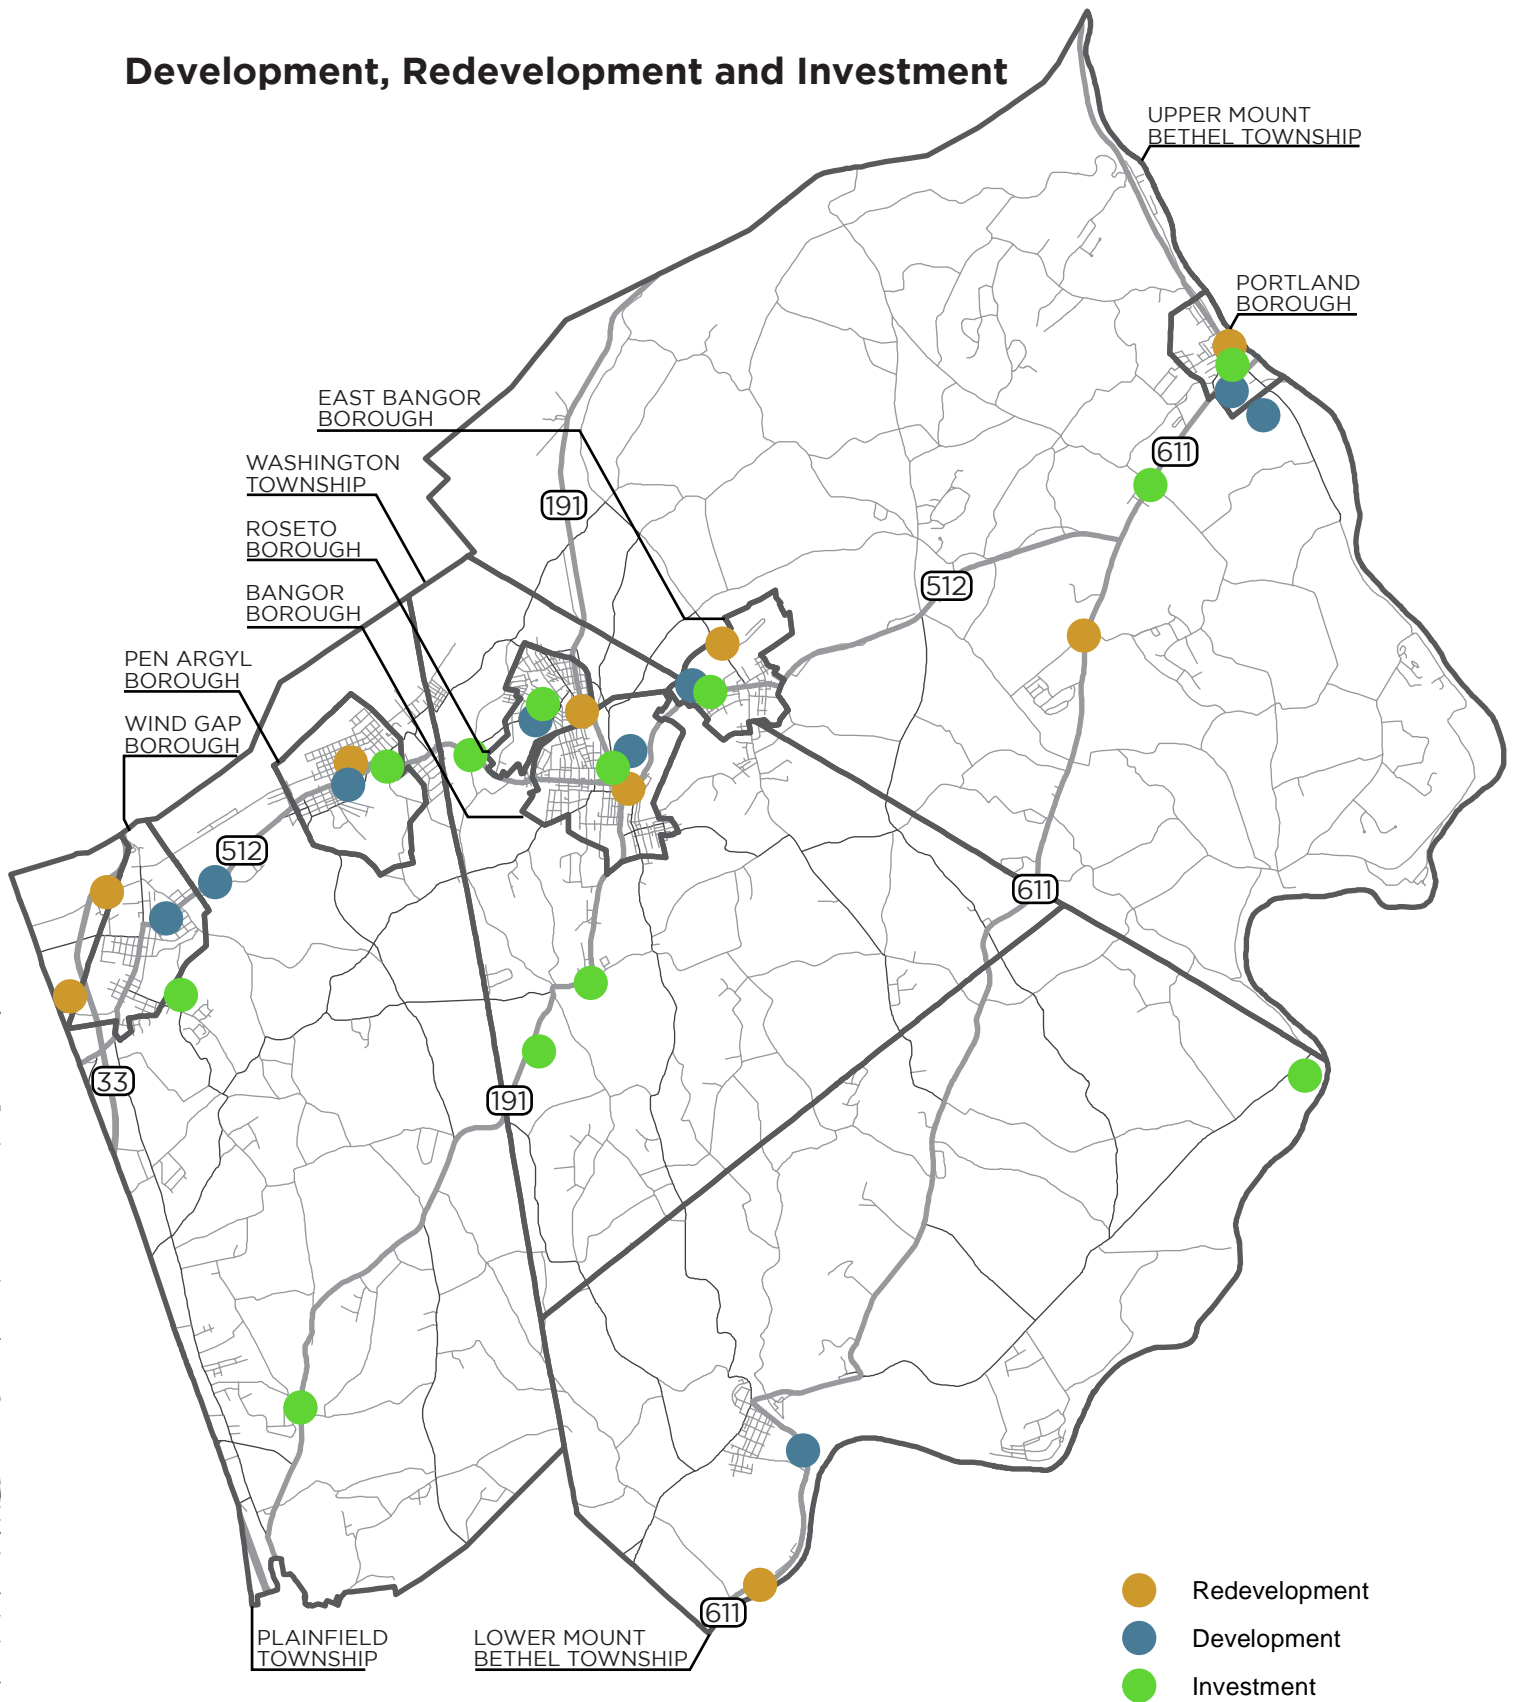 Development, Redevelopment and Investment
UPPER MOUNT
BETHEL TOWNSHIP
PORTLAND
BOROUGH
EAST BANGOR
BOROUGH
WASHINGTON
TOWNSHIP
ROSETO
BOROUGH
BANGOR
BOROUGH
PEN ARGYL
BOROUGH
WIND GAP
BOROUGH
611
191
512
512
611
33
191
611
PLAINFIELD
TOWNSHIP
LOWER MOUNT
BETHEL TOWNSHIP
Redevelopment
Development
Investment